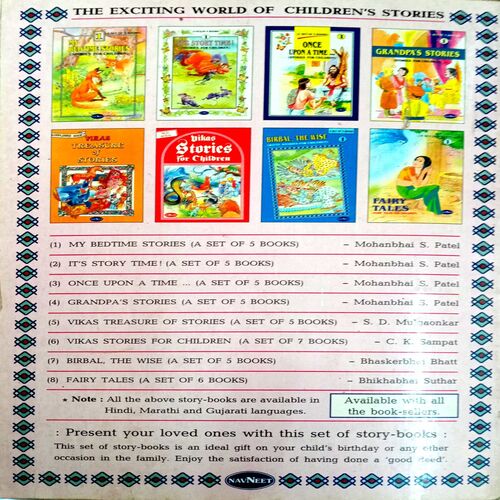 THE EXCITING WORLD OF CHILDREN'S STORIES
BEDTIME STORIES
STORY TIME!
ONCE
UPON A TIME
GRANDPA'S STORIES
VIKAS
TREASURE
of
STORIES
Vikas
Stories
for Children
BIRBAL, THE WISE
FAIRY
TALES
(1) MY BEDTIME STORIES (A SET OF 5 BOOKS) – Mohanbhai S. Patel
(2) IT'S STORY TIME! (A SET OF 5 BOOKS) – Mohanbhai S. Patel
(3) ONCE UPON A TIME ... (A SET OF 5 BOOKS) – Mohanbhai S. Patel
(4) GRANDPA'S STORIES (A SET OF 5 BOOKS) – Mohanbhai S. Patel
(5) VIKAS TREASURE OF STORIES (A SET OF 5 BOOKS) – S. D.
(6) VIKAS STORIES FOR CHILDREN (A SET OF 7 BOOKS) – C. K. Sampat
(7) BIRBAL, THE WISE (A SET OF 5 BOOKS) – Bhaskerbhai Bhatt
(8) FAIRY TALES (A SET OF 6 BOOKS) – Bhikhabhai Suthar
* Note : All the above story-books are available in
Hindi, Marathi and Gujarati languages.
Available with all
the book-sellers.
: Present your loved ones with this set of story-books :
This set of story-books is an ideal gift on your child's birthday or any other
occasion in the family. Enjoy the satisfaction of having done a 'good deed'.
NAVNEET